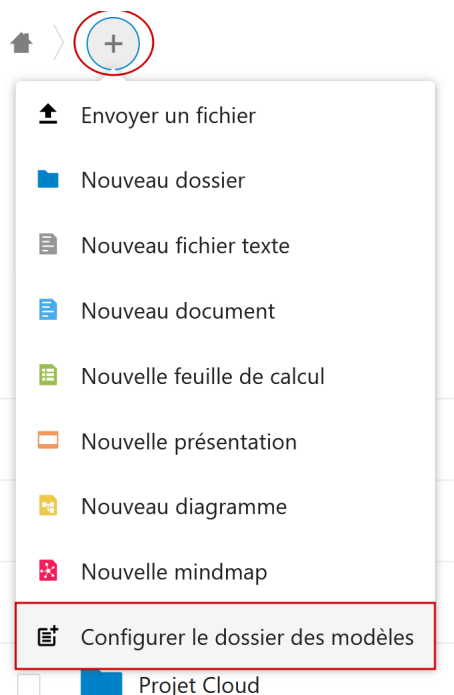 Envoyer un fichier
Nouveau dossier
Nouveau fichier texte
Nouveau document
Nouvelle feuille de calcul
Nouvelle présentation
Nouveau diagramme
Nouvelle mindmap
Configurer le dossier des modèles
Projet Cloud